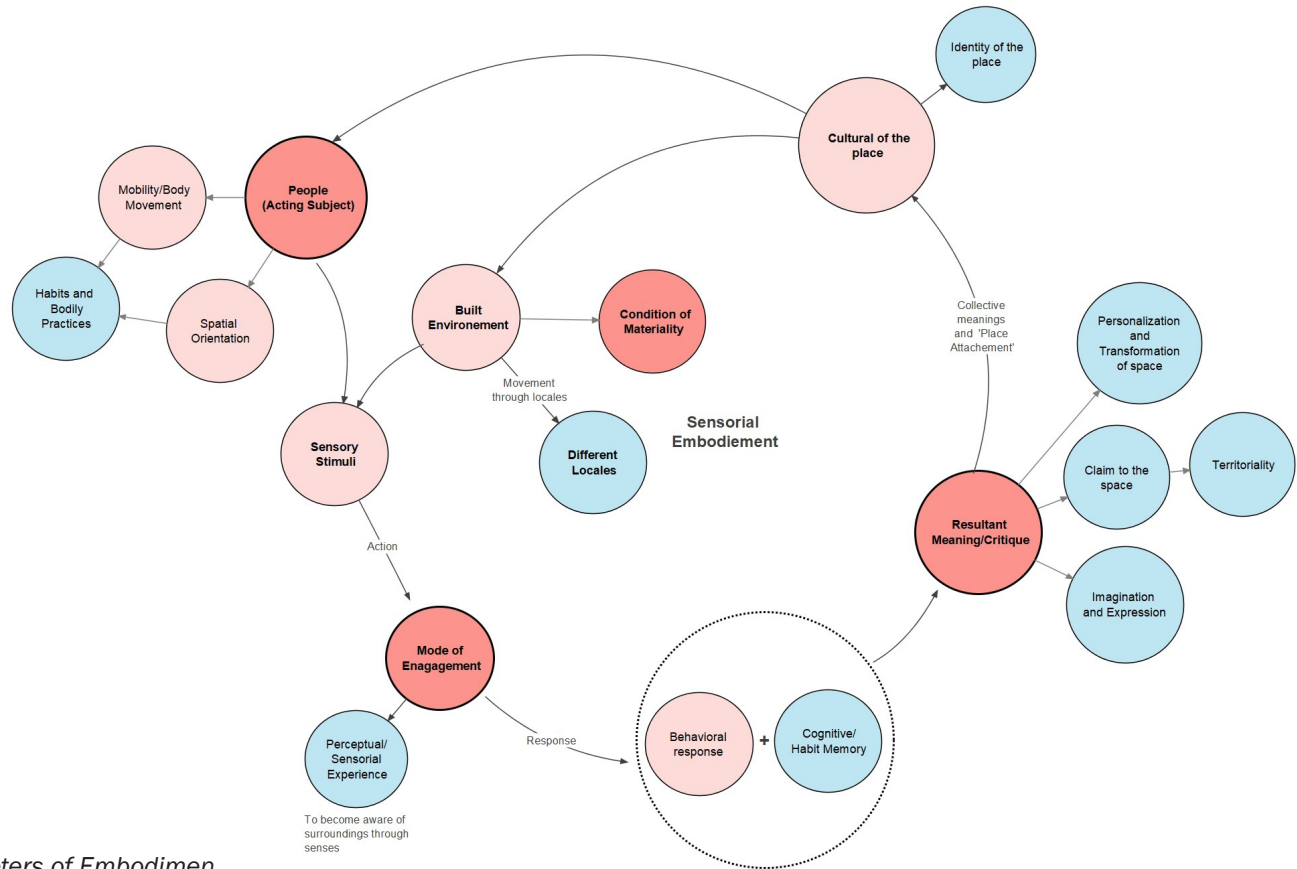 Identity of the
place
Cultural of the
place
People
(Acting Subject)
Mobility/Body
Movement
Habits and
Bodily
Practices
Spatial
Orientation
Built
Environement
Condition of
Materiality
Movement
through locales
Different
Locales
Sensorial
Embodiement
Sensory
Stimuli
Action
Mode of
Enagagement
Perceptual/
Sensorial
Experience
To become aware of
surroundings through
senses
Response
Behavioral
response
+
Cognitive/
Habit Memory
Resultant
Meaning/Critique
Collective
meanings
and 'Place
Attachement'
Personalization
and
Transformation
of space
Claim to the
space
Territoriality
Imagination
and Expression
of Embodimen